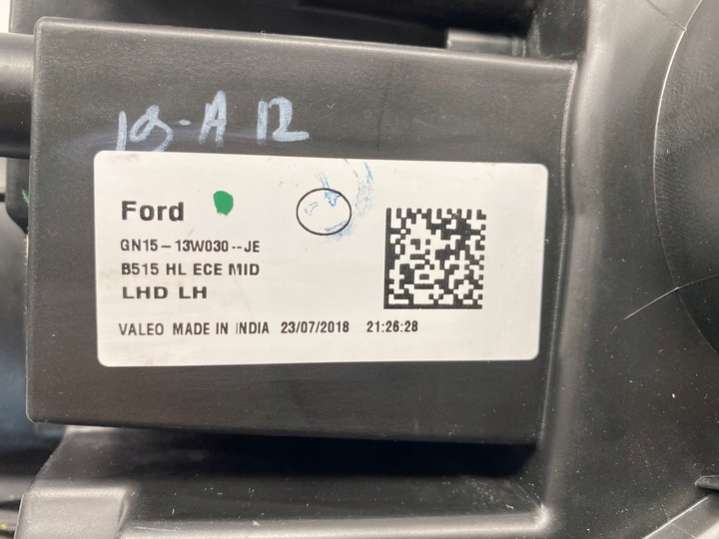 19-A 12
Ford
GN15-13W030--JE
B515 HL ECE MID
LHD LH
VALEO MADE IN INDIA 23/07/2018 21:26:28